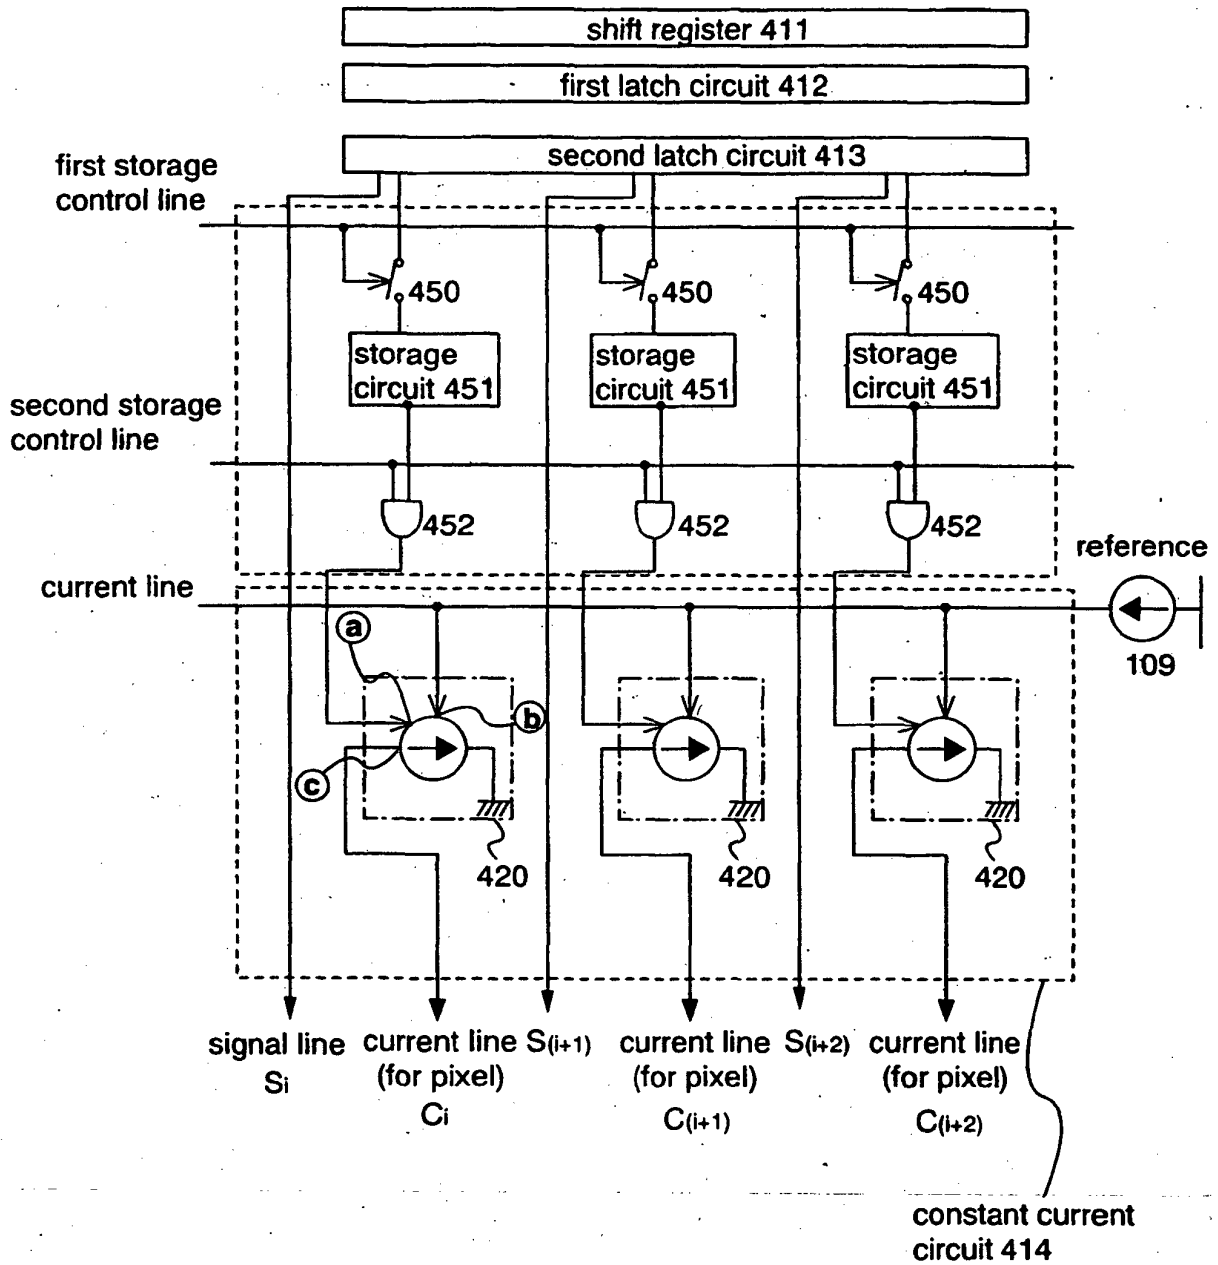 shift register 411
first latch circuit 412
second latch circuit 413
first storage
control line
450
450
450
storage
circuit 451
storage
circuit 451
storage
circuit 451
second storage
control line
452
452
452
reference
current line
109
a
b
c
420
420
420
signal line
Si
current line
(for pixel)
Ci
S(i+1)
current line
(for pixel)
C(i+1)
S(i+2)
current line
(for pixel)
C(i+2)
constant current
circuit 414